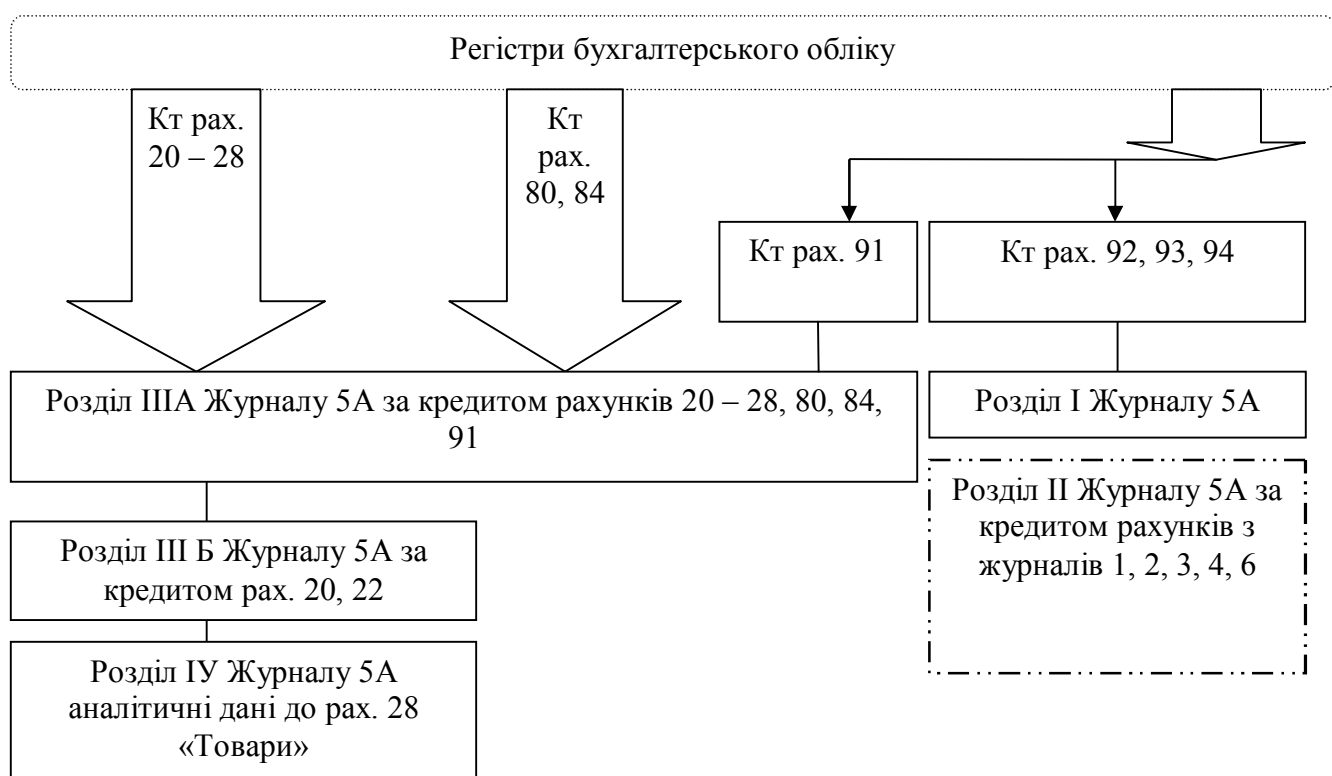 Регістри бухгалтерського обліку
Кт рах.
20 – 28
Кт
рах.
80, 84
Кт рах. 91
Кт рах. 92, 93, 94
Розділ ІІІА Журналу 5А за кредитом рахунків 20 – 28, 80, 84,
91
Розділ І Журналу 5А
Розділ ІІ Журналу 5А за
кредитом рахунків з
журналів 1, 2, 3, 4, 6
Розділ ІІІ Б Журналу 5А за
кредитом рах. 20, 22
Розділ ІУ Журналу 5А
аналітичні дані до рах. 28
«Товари»